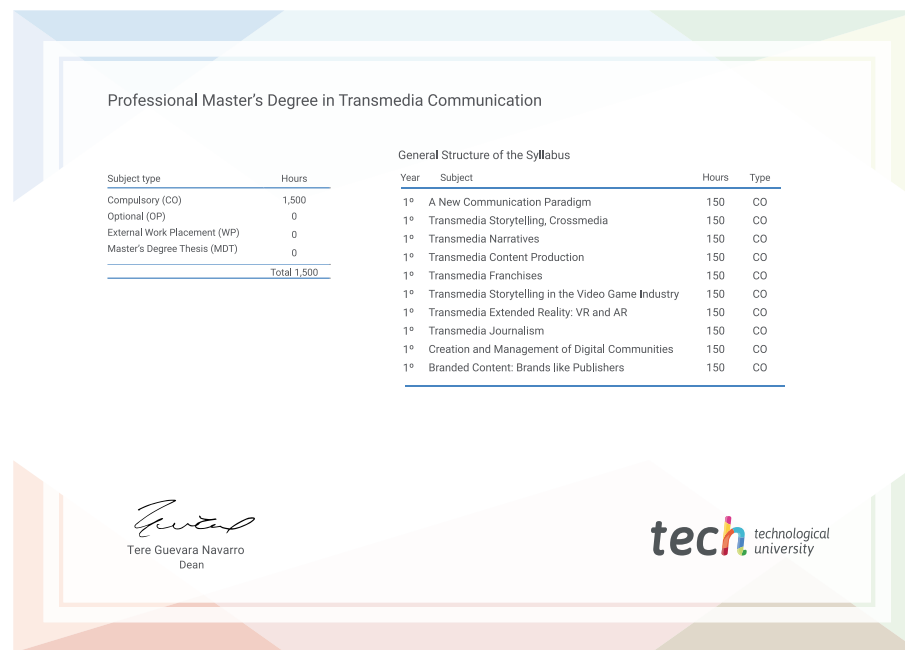 Professional Master's Degree in Transmedia Communication
Subject type Hours
Compulsory (CO) 1,500
Optional (OP) 0
External Work Placement (WP) 0
Master's Degree Thesis (MDT) 0
Total 1,500
General Structure of the Syllabus
Year Subject Hours Type
1º A New Communication Paradigm 150 CO
1º Transmedia Storytelling, Crossmedia 150 CO
1º Transmedia Narratives 150 CO
1º Transmedia Content Production 150 CO
1º Transmedia Franchises 150 CO
1º Transmedia Storytelling in the Video Game Industry 150 CO
1º Transmedia Extended Reality: VR and AR 150 CO
1º Transmedia Journalism 150 CO
1º Creation and Management of Digital Communities 150 CO
1º Branded Content: Brands like Publishers 150 CO
Tere Guevara Navarro
Dean
tech technological
university